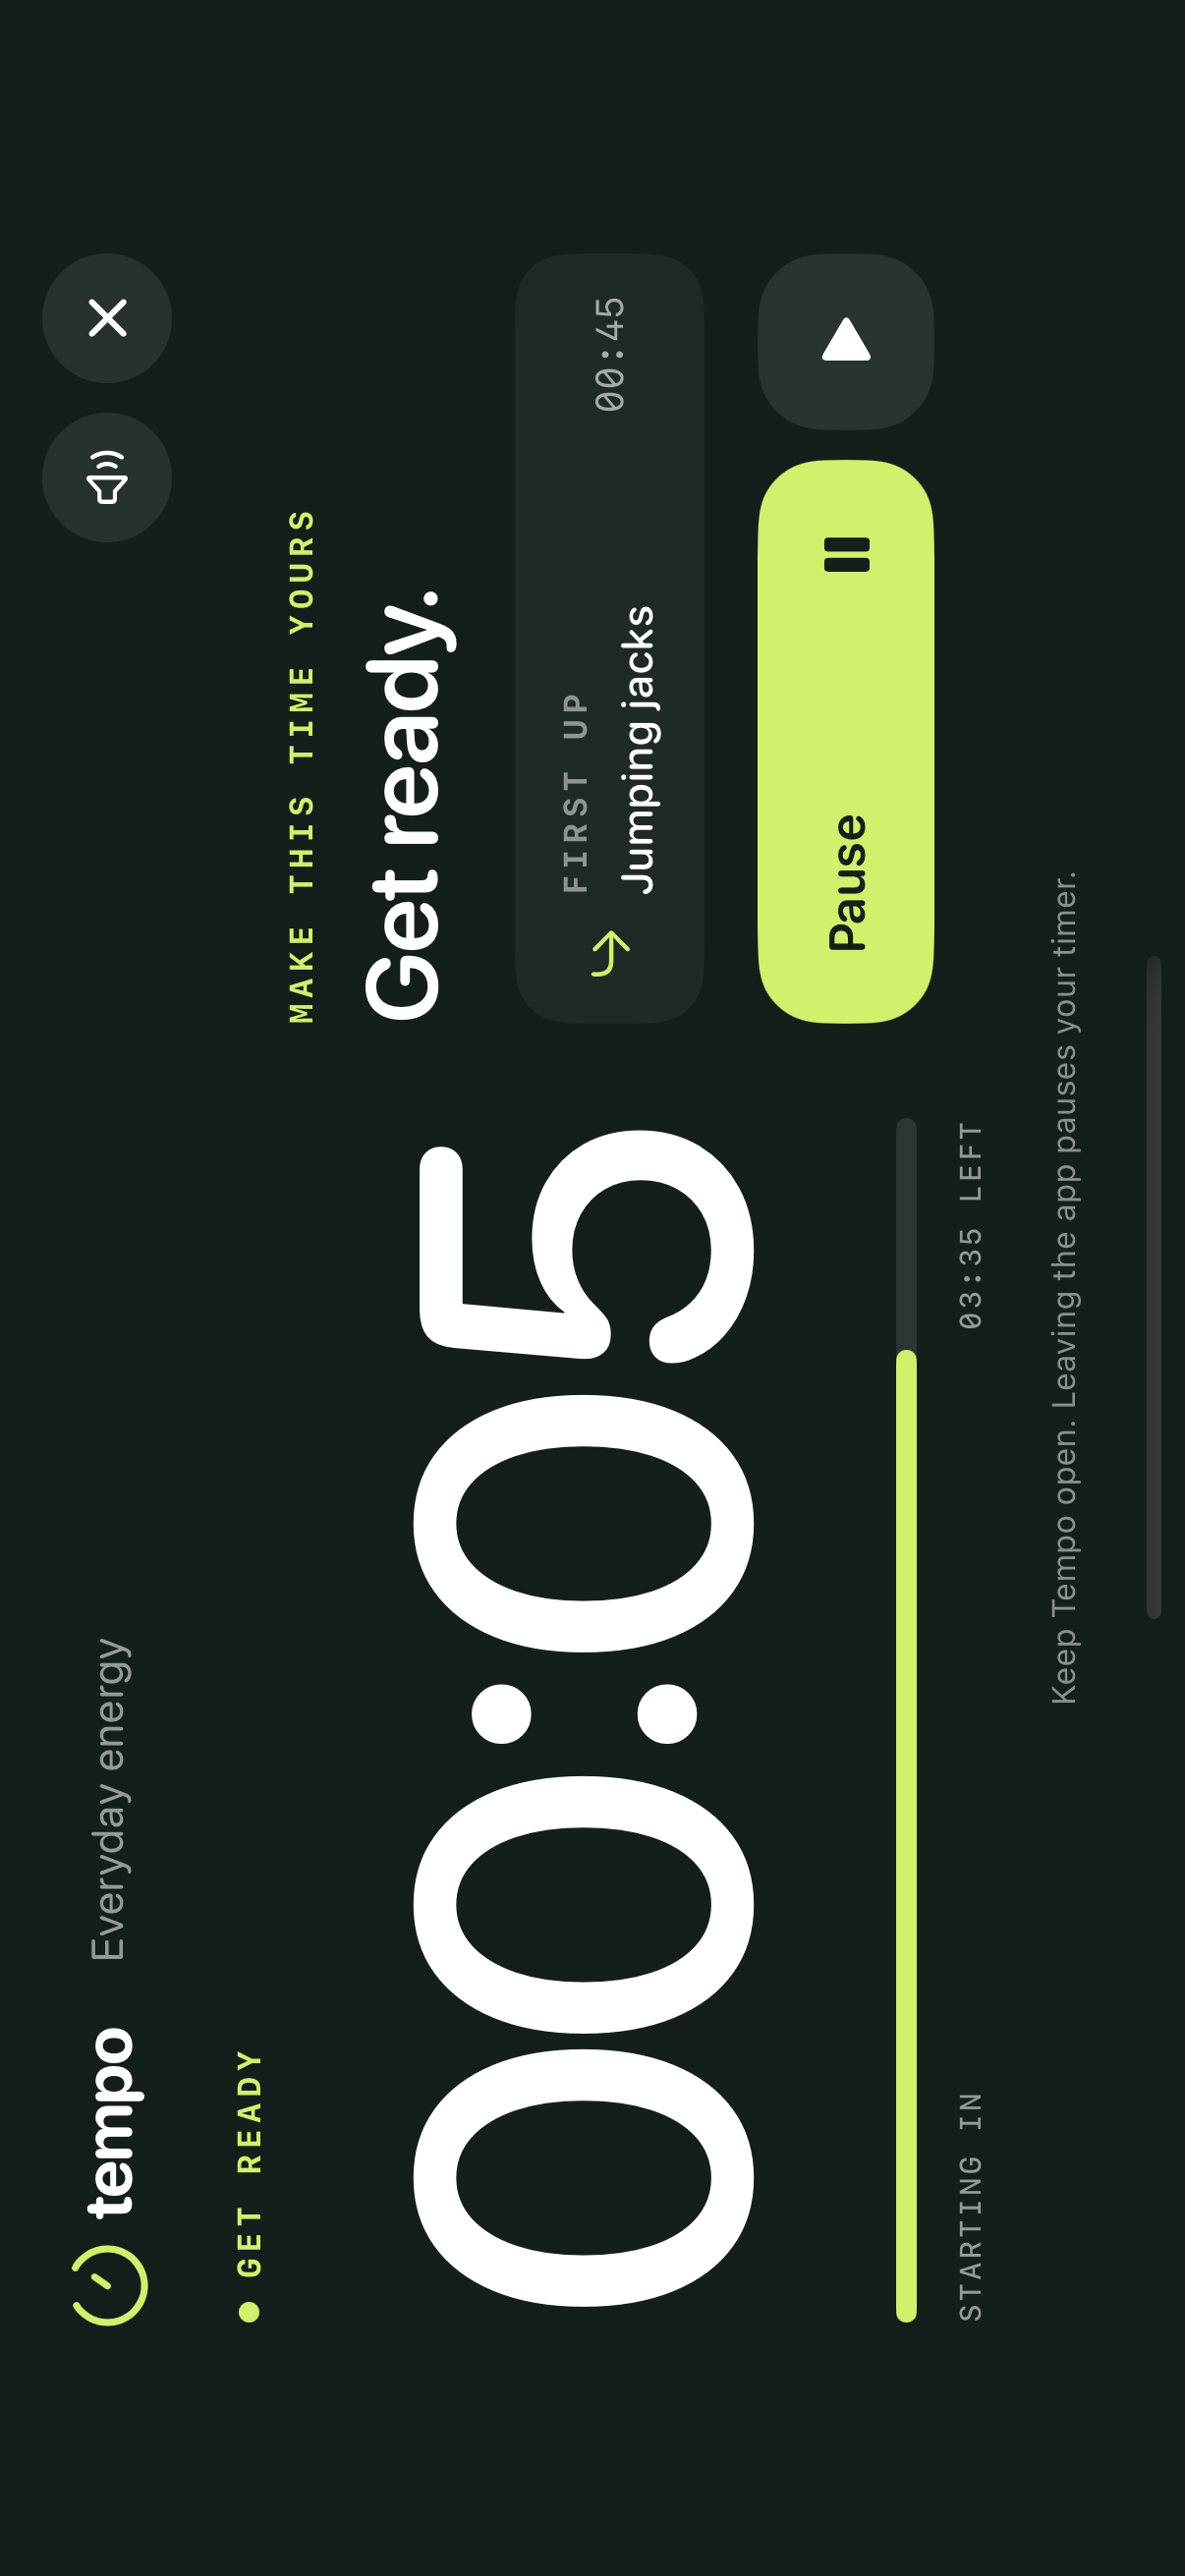 tempo
Everyday energy
GET READY
00:05
STARTING IN
03:35 LEFT
MAKE THIS TIME YOURS
Get ready.
FIRST UP
Jumping jacks
00:45
Pause
Keep Tempo open. Leaving the app pauses your timer.